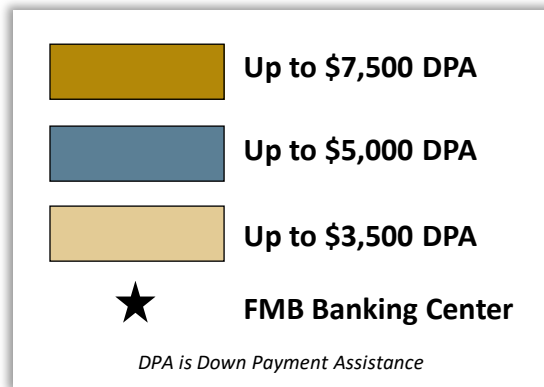 Up to $7,500 DPA
Up to $5,000 DPA
Up to $3,500 DPA
FMB Banking Center
DPA is Down Payment Assistance